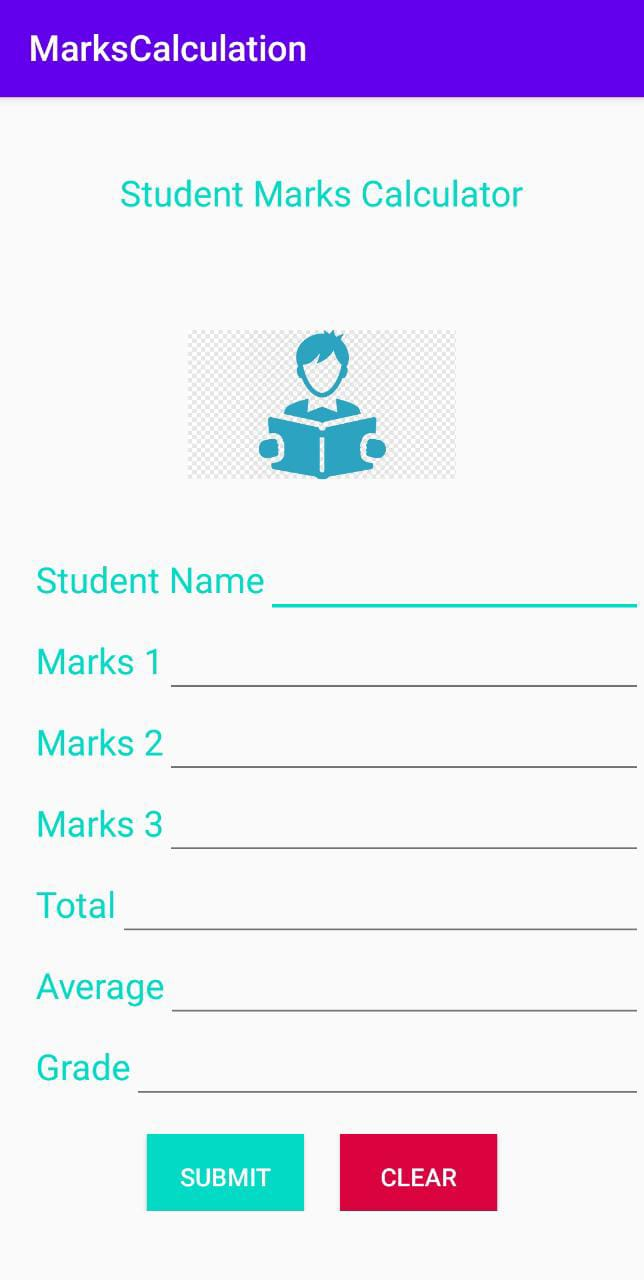 MarksCalculation
Student Marks Calculator
Student Name
Marks 1
Marks 2
Marks 3
Total
Average
Grade
SUBMIT CLEAR